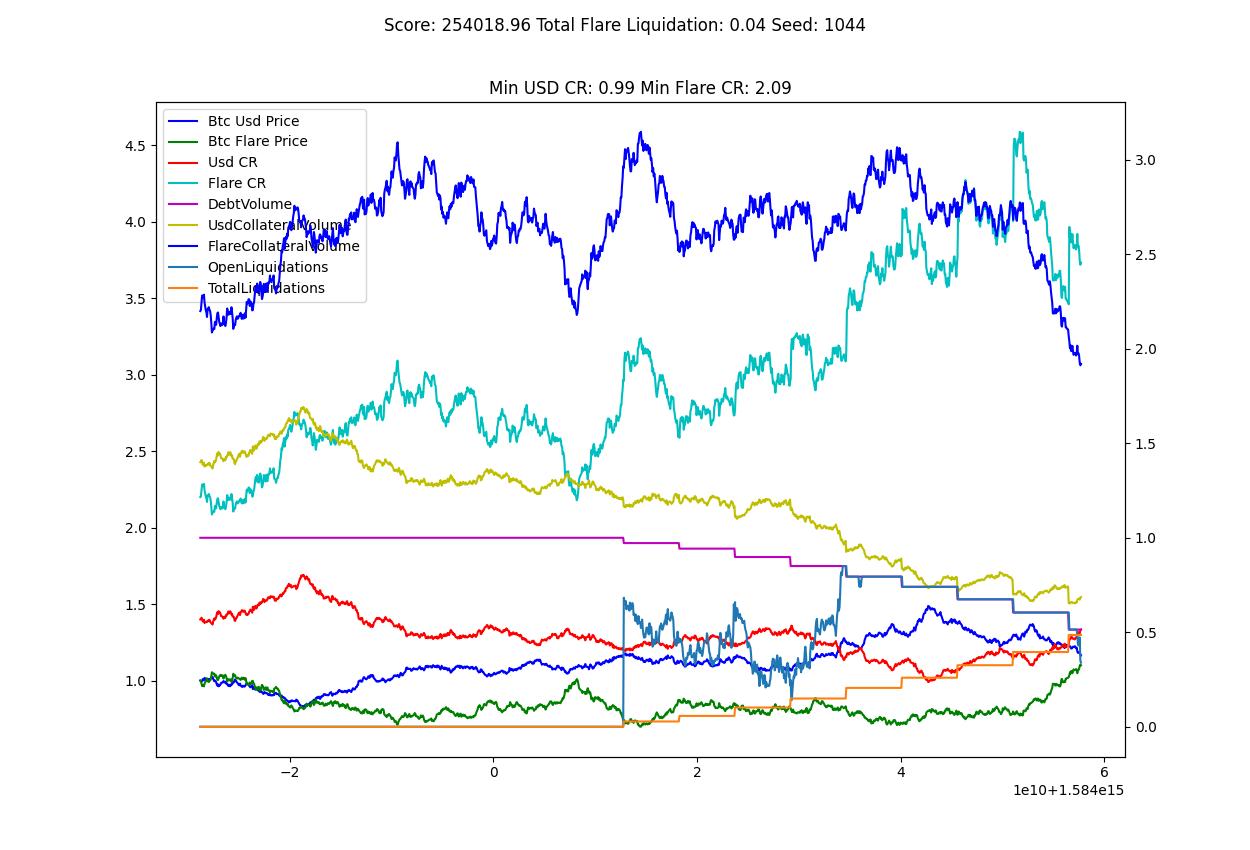 Score: 254018.96 Total Flare Liquidation: 0.04 Seed: 1044
Min USD CR: 0.99 Min Flare CR: 2.09
Btc Usd Price
Btc Flare Price
Usd CR
Flare CR
DebtVolume
UsdCollateralVolume
FlareCollateralVolume
OpenLiquidations
TotalLiquidations
4.5
4.0
3.5
3.0
2.5
2.0
1.5
1.0
3.0
2.5
2.0
1.5
1.0
0.5
0.0
−2 0 2 4 6
1e10+1.584e15